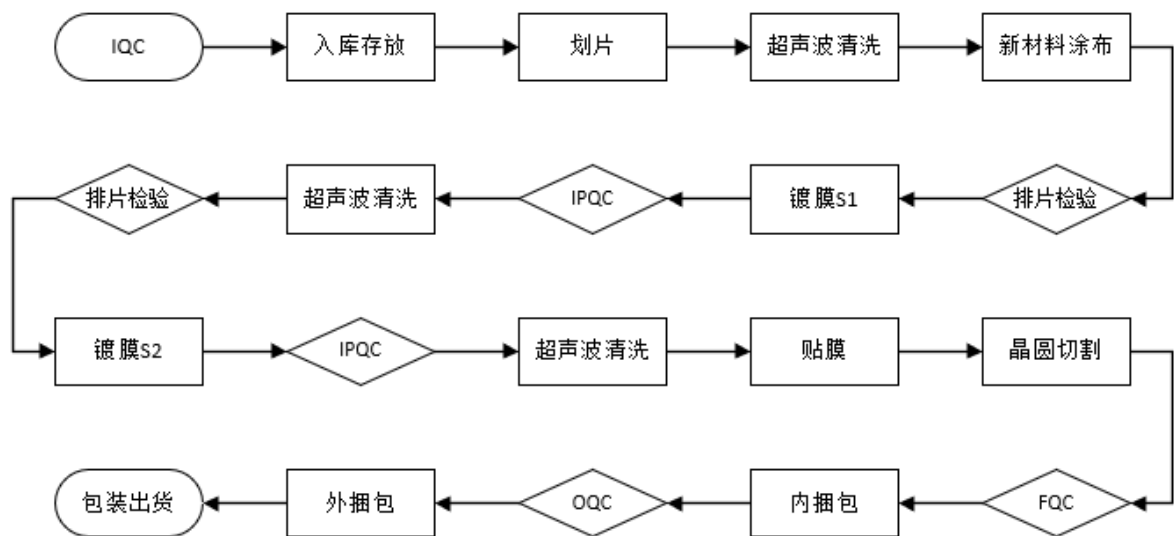 IQC
入库存放
划片
超声波清洗
新材料涂布
排片检验
镀膜S1
IPQC
超声波清洗
排片检验
镀膜S2
IPQC
超声波清洗
贴膜
晶圆切割
FQC
内捆包
OQC
外捆包
包装出货